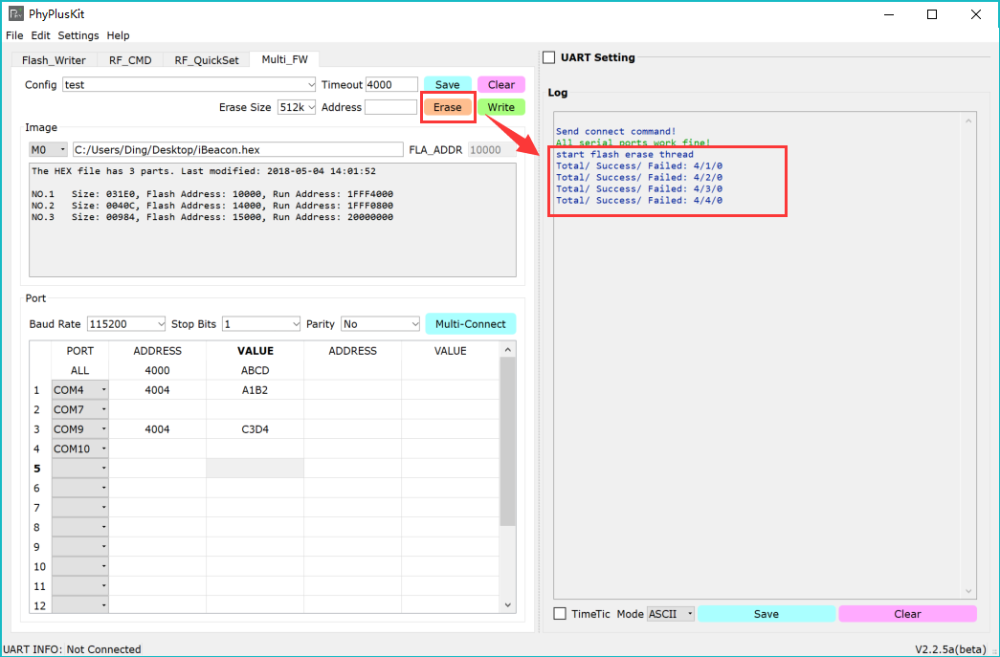 PhyPlusKit
File Edit Settings Help
Flash_Writer RF_CMD RF_QuickSet Multi_FW
Config test Timeout 4000 Save Clear
Erase Size 512k Address Erase Write
Image
M0 C:/Users/Ding/Desktop/iBeacon.hex FLA_ADDR 10000
The HEX file has 3 parts. Last modified: 2018-05-04 14:01:52
NO.1 Size: 031E0, Flash Address: 10000, Run Address: 1FFF4000
NO.2 Size: 0040C, Flash Address: 14000, Run Address: 1FFF0800
NO.3 Size: 00984, Flash Address: 15000, Run Address: 20000000
Port
Baud Rate 115200 Stop Bits 1 Parity No Multi-Connect
PORT ADDRESS VALUE ADDRESS VALUE
ALL 4000 ABCD
1 COM4 4004 A1B2
2 COM7
3 COM9 4004 C3D4
4 COM10
5
6
7
8
9
10
11
12
UART Setting
Log
Send connect command!
All serial ports work fine!
start flash erase thread
Total/ Success/ Failed: 4/1/0
Total/ Success/ Failed: 4/2/0
Total/ Success/ Failed: 4/3/0
Total/ Success/ Failed: 4/4/0
TimeTic Mode ASCII Save Clear
UART INFO: Not Connected V2.2.5a(beta)